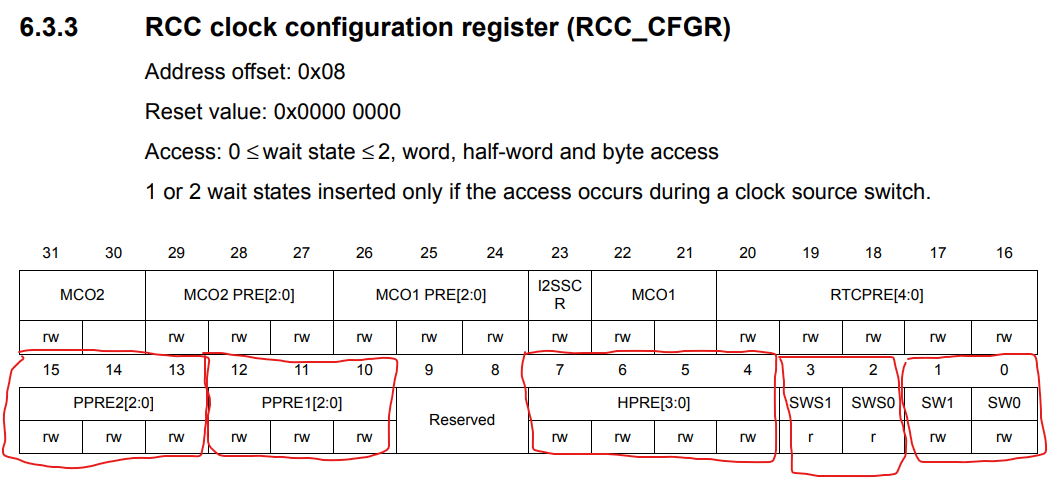 6.3.3 RCC clock configuration register (RCC_CFGR)
Address offset: 0x08
Reset value: 0x0000 0000
Access: 0 ≤ wait state ≤ 2, word, half-word and byte access
1 or 2 wait states inserted only if the access occurs during a clock source switch.
31 30 29 28 27 26 25 24 23 22 21 20 19 18 17 16
MCO2 MCO2 PRE[2:0] MCO1 PRE[2:0] I2SSC
R MCO1 RTCPRE[4:0]
rw rw rw rw rw rw rw rw rw rw rw rw rw rw
15 14 13 12 11 10 9 8 7 6 5 4 3 2 1 0
PPRE2[2:0] PPRE1[2:0] Reserved HPRE[3:0] SWS1 SWS0 SW1 SW0
rw rw rw rw rw rw rw rw rw rw r r rw rw